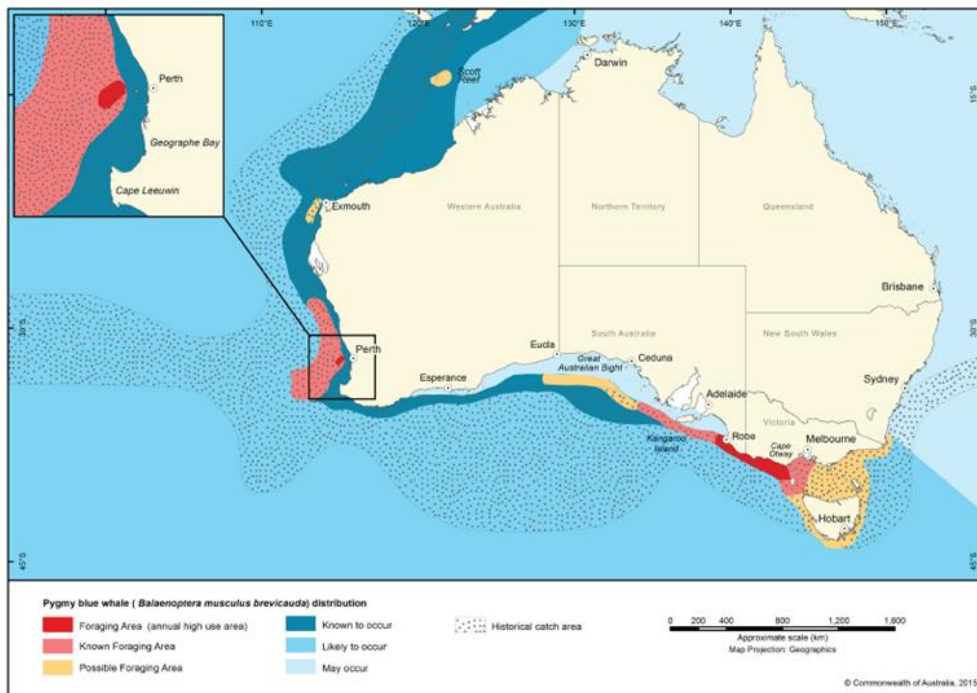 110°E
120°E
130°E
140°E
150°E
Perth
Geographe Bay
Cape Leeuwin
Scott
Reef
Darwin
15°S
15°S
Exmouth
Western Australia
Northern Territory
Queensland
Brisbane
30°S
30°S
South Australia
New South Wales
Perth
Eucla
Great
Australian Bight
Ceduna
Esperance
Sydney
Adelaide
Victoria
Kangaroo
Island
Robe
Cape
Otway
Melbourne
Hobart
45°S
45°S
Pygmy blue whale ( Balaenoptera musculus brevicauda) distribution
Foraging Area (annual high use area)
Known to occur
Historical catch area
Known Foraging Area
Likely to occur
Possible Foraging Area
May occur
0 200 400 800 1,200 1,600
Approximate scale (km)
Map Projection: Geographics
© Commonwealth of Australia, 2015